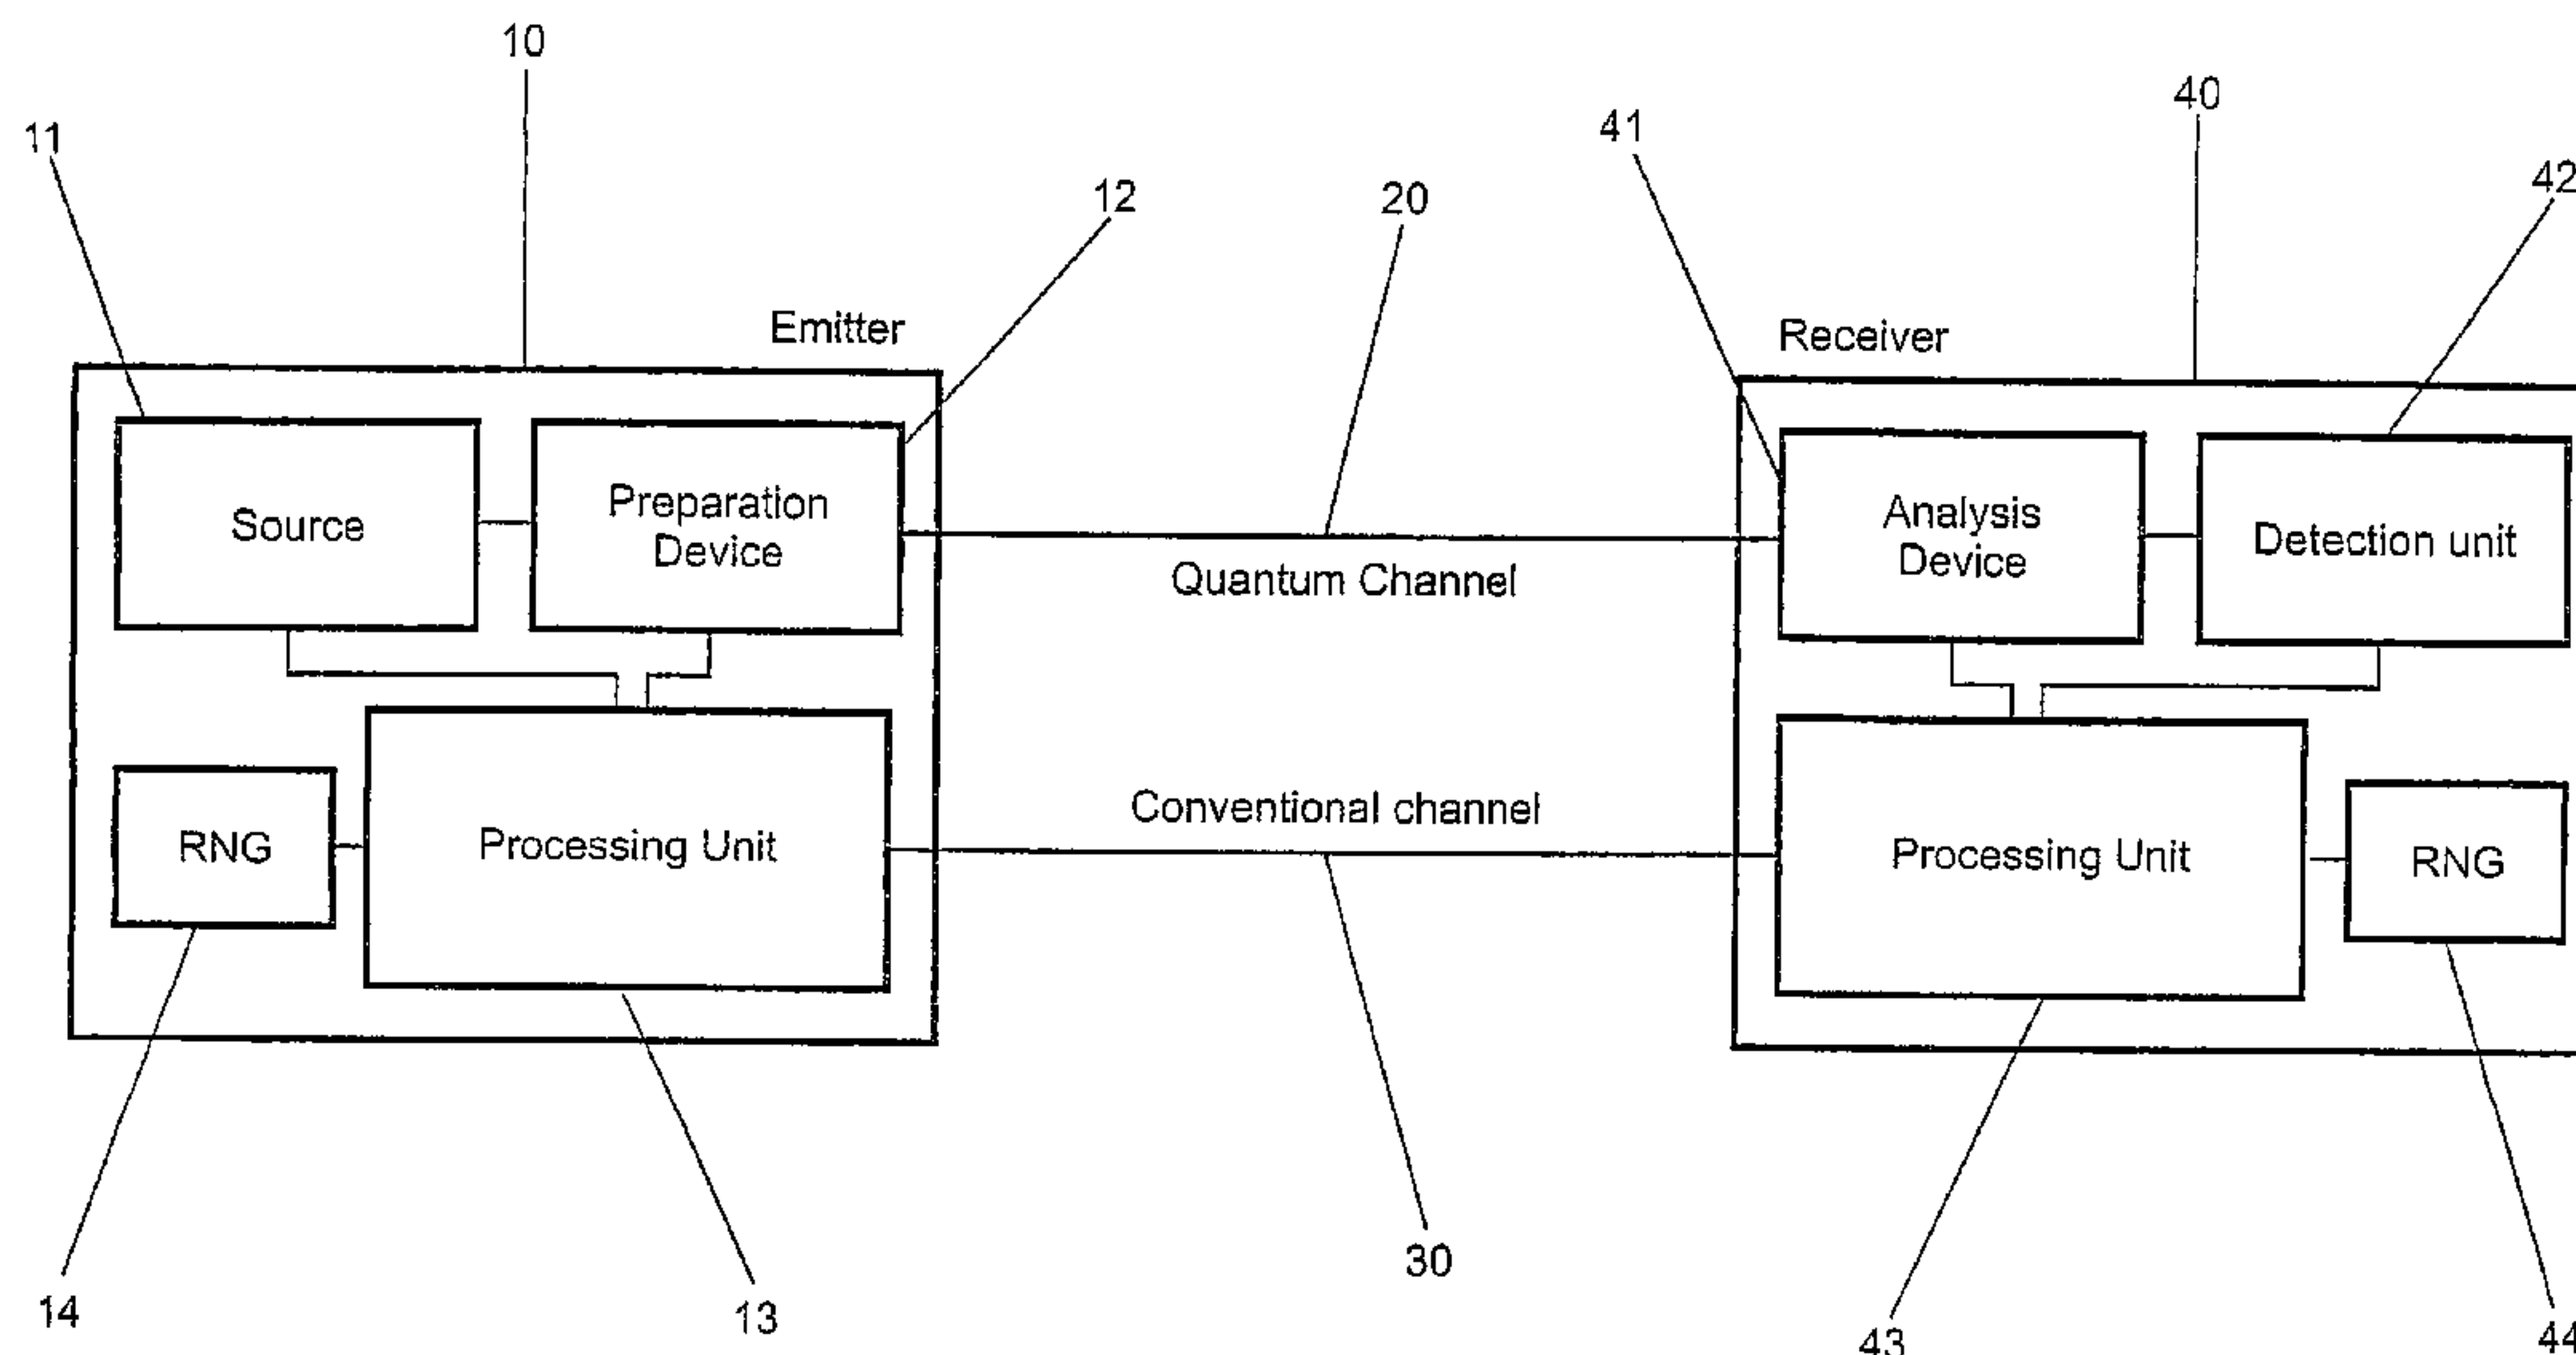 10
40
11
41
42
12
20
Emitter
Receiver
Source
Preparation
Device
Quantum Channel
Analysis
Device
Detection unit
RNG
Processing Unit
Conventional channel
Processing Unit
RNG
30
14
13
43
44